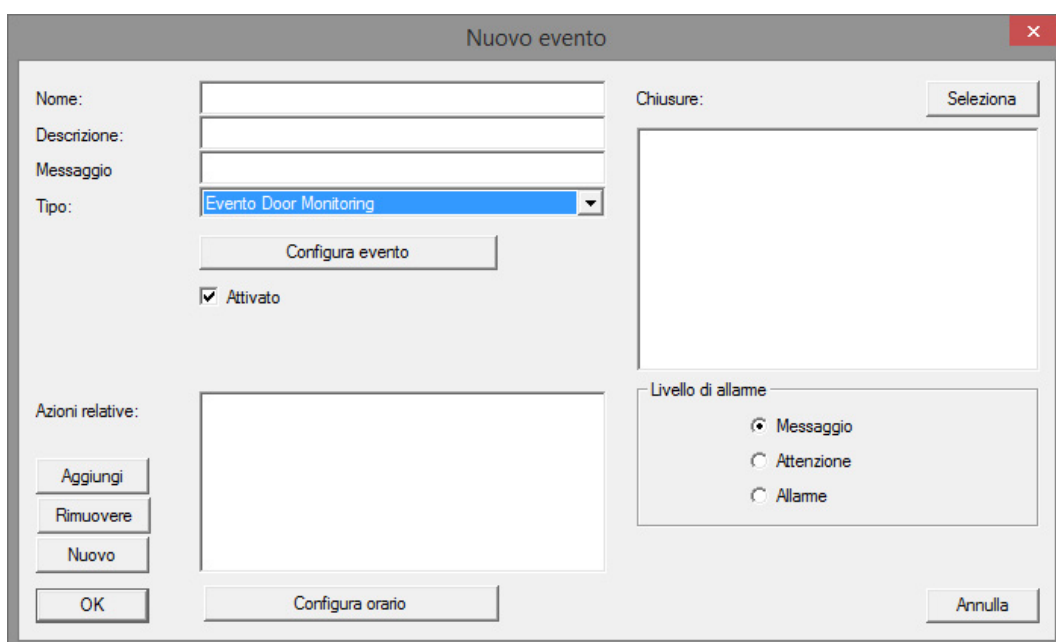 Nuovo evento
Nome:
Chiusure:
Seleziona
Descrizione:
Messaggio
Tipo:
Evento Door Monitoring
Configura evento
Attivato
Livello di allarme
Azioni relative:
Messaggio
Attenzione
Aggiungi
Allarme
Rimuovere
Nuovo
OK
Configura orario
Annulla